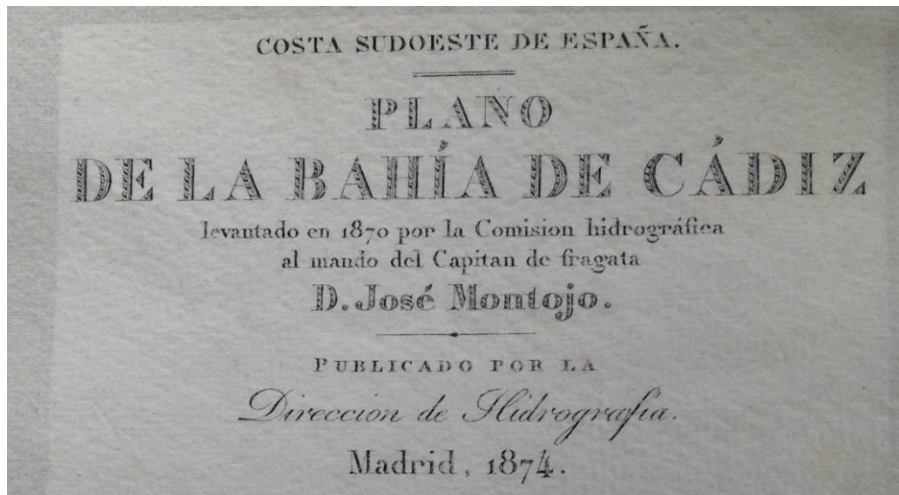 COSTA SUDOESTE DE ESPAÑA.
PLANO
DE LA BAHÍA DE CÁDIZ
levantado en 1870 por la Comision hidrográfica
al mando del Capitan de fragata
D. José Montojo.
PUBLICADO POR LA
Direccion de Hidrografía.
Madrid, 1874.